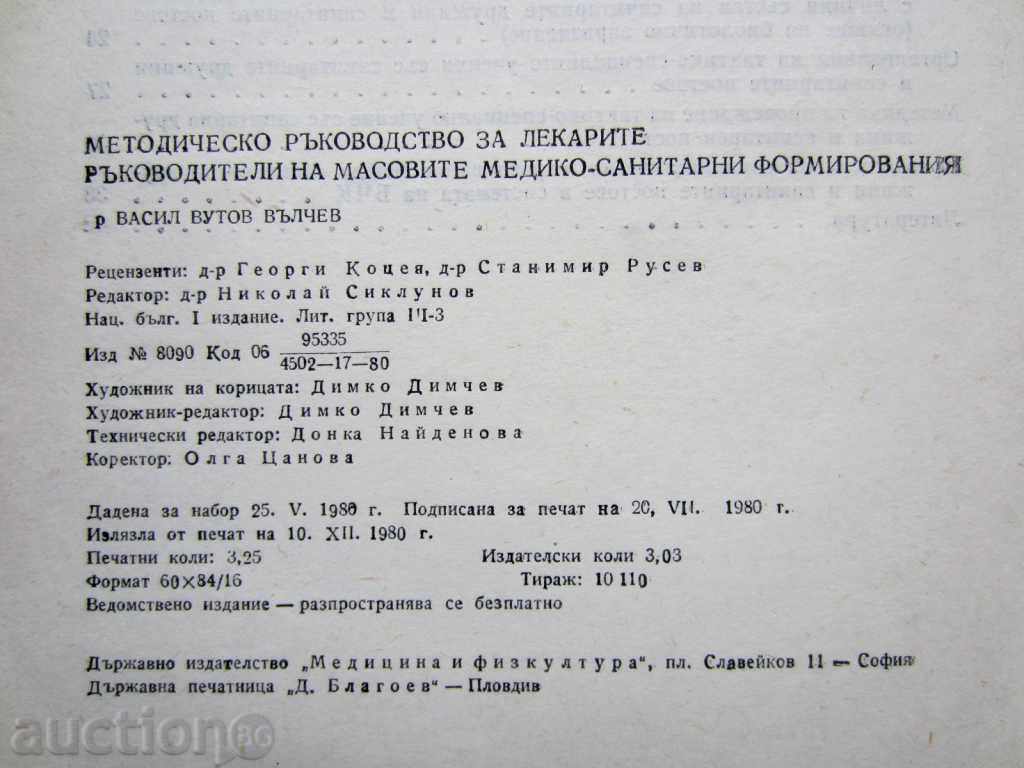 МЕТОДИЧЕСКО РЪКОВОДСТВО ЗА ЛЕКАРИТЕ
РЪКОВОДИТЕЛИ НА МАСОВИТЕ МЕДИКО-САНИТАРНИ ФОРМИРОВАНИЯ
р ВАСИЛ ВУТОВ ВЪЛЧЕВ
Рецензенти: д-р Георги Коцев, д-р Станимир Русев
Редактор: д-р Николай Сиклунов
Нац. бълг. I издание. Лит. група III-3
Изд № 8090 Код 06 95335
4502—17—80
Художник на корицата: Димко Димчев
Художник-редактор: Димко Димчев
Технически редактор: Донка Найденова
Коректор: Олга Цанова
Дадена за набор 25. V. 1980 г. Подписана за печат на 20, VII. 1980 г.
Излязла от печат на 10. XII. 1980 г.
Печатни коли: 3,25 Издателски коли 3,03
Формат 60×84/16 Тираж: 10 110
Ведомствено издание — разпространява се безплатно
Държавно издателство „Медицина и физкултура“, пл. Славейков 11 — София
Държавна печатница „Д. Благоев“ — Пловдив
auction BG